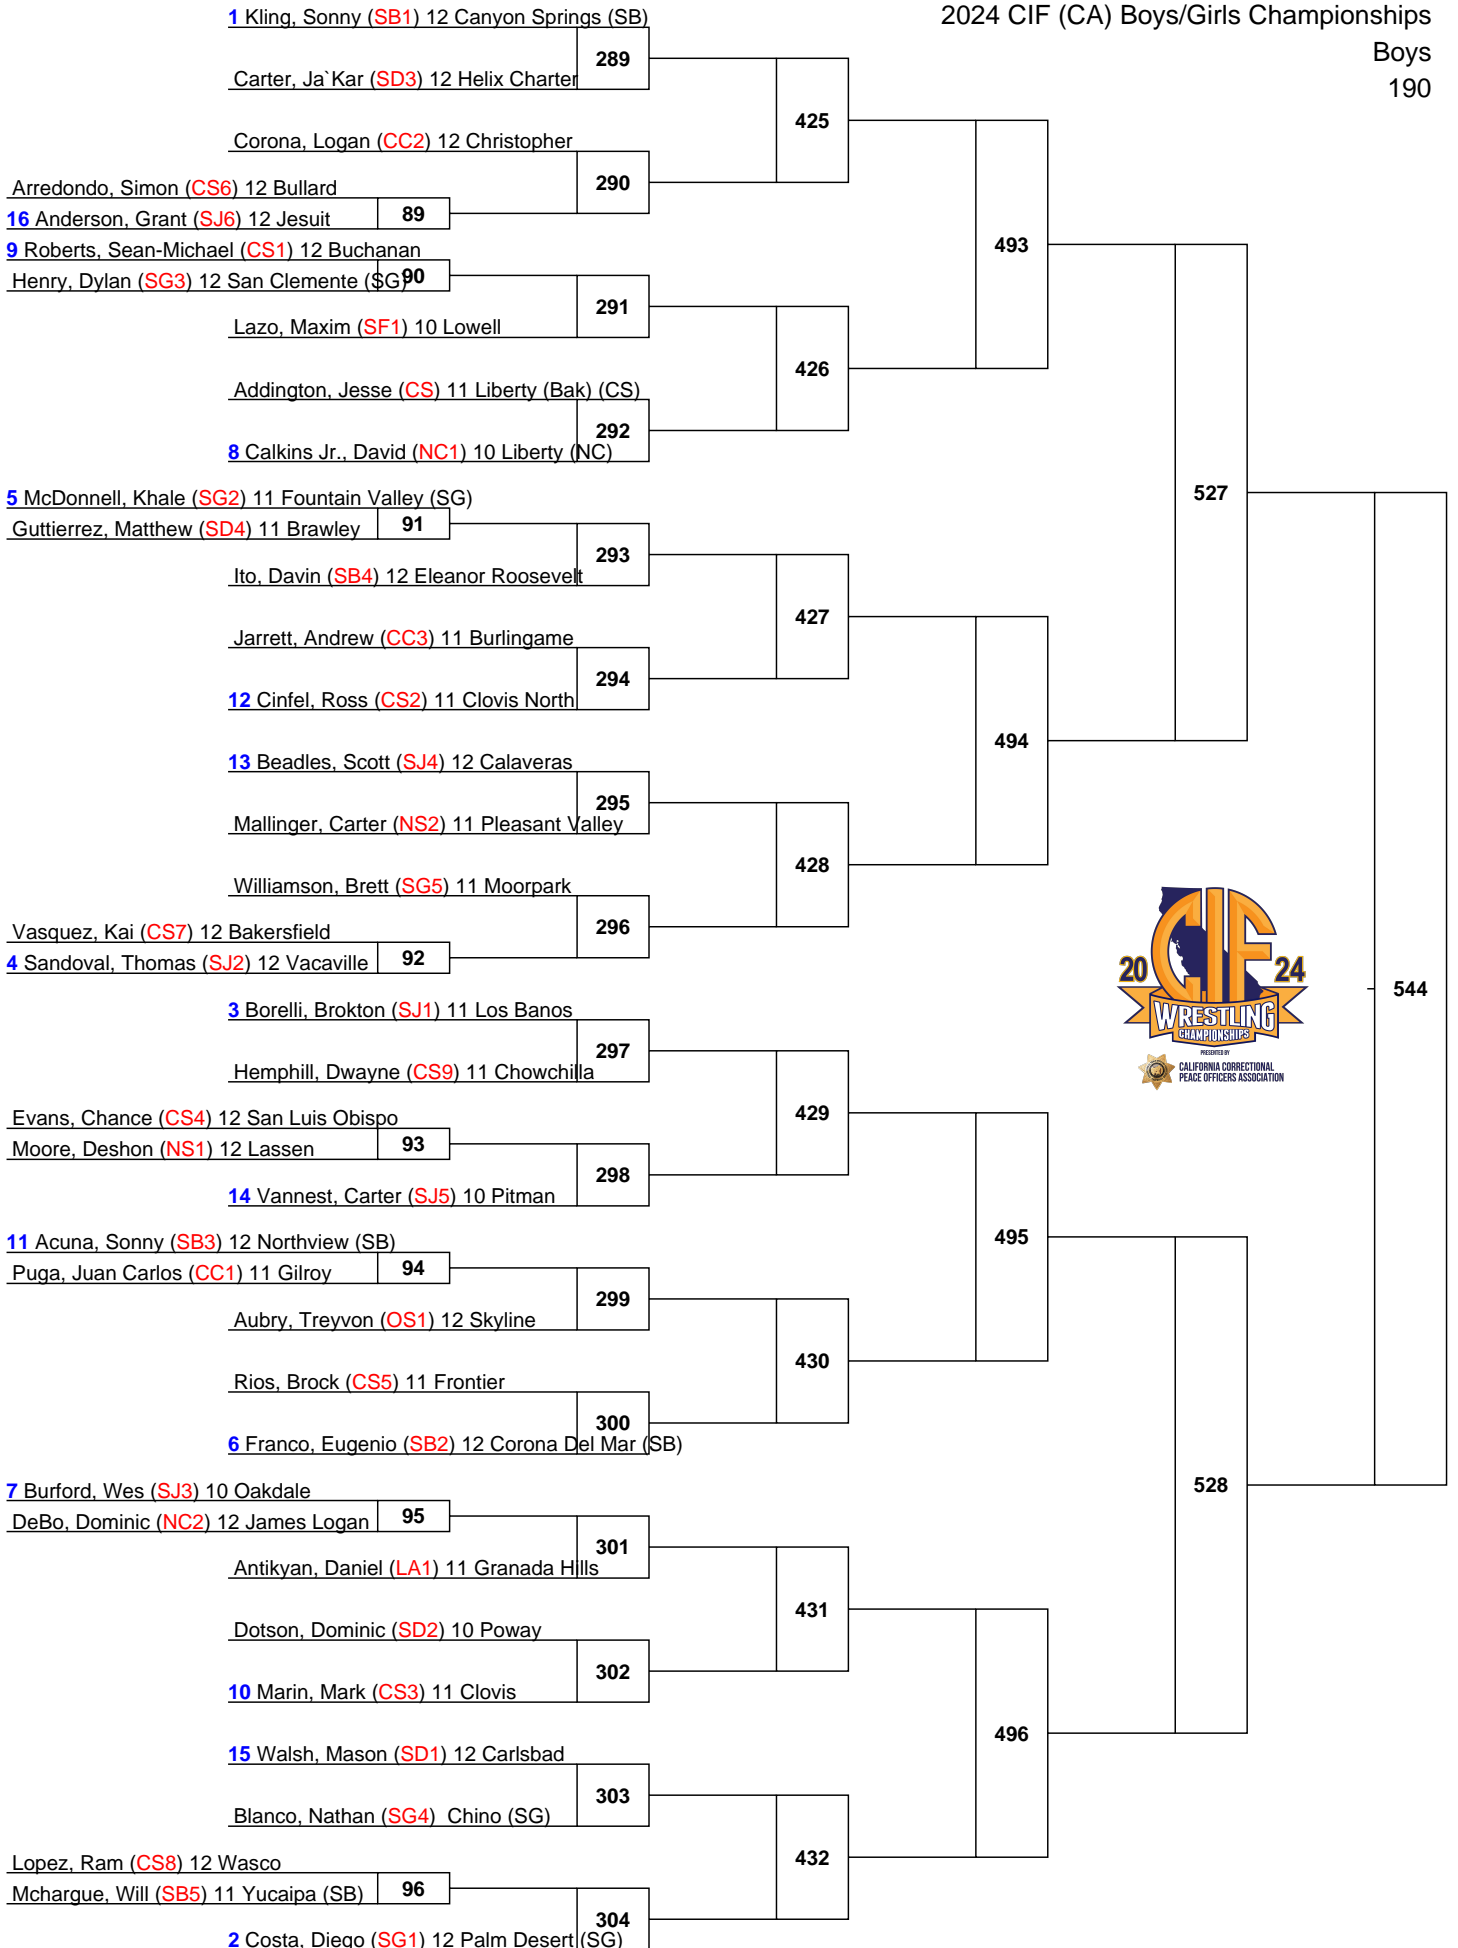 1 Kling, Sonny (SB1) 12 Canyon Springs (SB)
2024 CIF (CA) Boys/Girls Championships
Boys
190
289
Carter, Ja`Kar (SD3) 12 Helix Charter
425
Corona, Logan (CC2) 12 Christopher
290
Arredondo, Simon (CS6) 12 Bullard
89
16 Anderson, Grant (SJ6) 12 Jesuit
493
9 Roberts, Sean-Michael (CS1) 12 Buchanan
90
Henry, Dylan (SG3) 12 San Clemente (SG)
291
Lazo, Maxim (SF1) 10 Lowell
426
Addington, Jesse (CS) 11 Liberty (Bak) (CS)
292
8 Calkins Jr., David (NC1) 10 Liberty (NC)
527
5 McDonnell, Khale (SG2) 11 Fountain Valley (SG)
91
Guttierrez, Matthew (SD4) 11 Brawley
293
Ito, Davin (SB4) 12 Eleanor Roosevelt
427
Jarrett, Andrew (CC3) 11 Burlingame
294
12 Cinfel, Ross (CS2) 11 Clovis North
494
13 Beadles, Scott (SJ4) 12 Calaveras
295
Mallinger, Carter (NS2) 11 Pleasant Valley
428
Williamson, Brett (SG5) 11 Moorpark
296
Vasquez, Kai (CS7) 12 Bakersfield
92
4 Sandoval, Thomas (SJ2) 12 Vacaville
20 CIF 24
WRESTLING
CHAMPIONSHIPS
PRESENTED BY
CALIFORNIA CORRECTIONAL
PEACE OFFICERS ASSOCIATION
544
3 Borelli, Brokton (SJ1) 11 Los Banos
297
Hemphill, Dwayne (CS9) 11 Chowchilla
429
Evans, Chance (CS4) 12 San Luis Obispo
93
Moore, Deshon (NS1) 12 Lassen
298
14 Vannest, Carter (SJ5) 10 Pitman
495
11 Acuna, Sonny (SB3) 12 Northview (SB)
94
Puga, Juan Carlos (CC1) 11 Gilroy
299
Aubry, Treyvon (OS1) 12 Skyline
430
Rios, Brock (CS5) 11 Frontier
300
6 Franco, Eugenio (SB2) 12 Corona Del Mar (SB)
528
7 Burford, Wes (SJ3) 10 Oakdale
95
DeBo, Dominic (NC2) 12 James Logan
301
Antikyan, Daniel (LA1) 11 Granada Hills
431
Dotson, Dominic (SD2) 10 Poway
302
10 Marin, Mark (CS3) 11 Clovis
496
15 Walsh, Mason (SD1) 12 Carlsbad
303
Blanco, Nathan (SG4) Chino (SG)
432
Lopez, Ram (CS8) 12 Wasco
96
Mchargue, Will (SB5) 11 Yucaipa (SB)
304
2 Costa, Diego (SG1) 12 Palm Desert (SG)